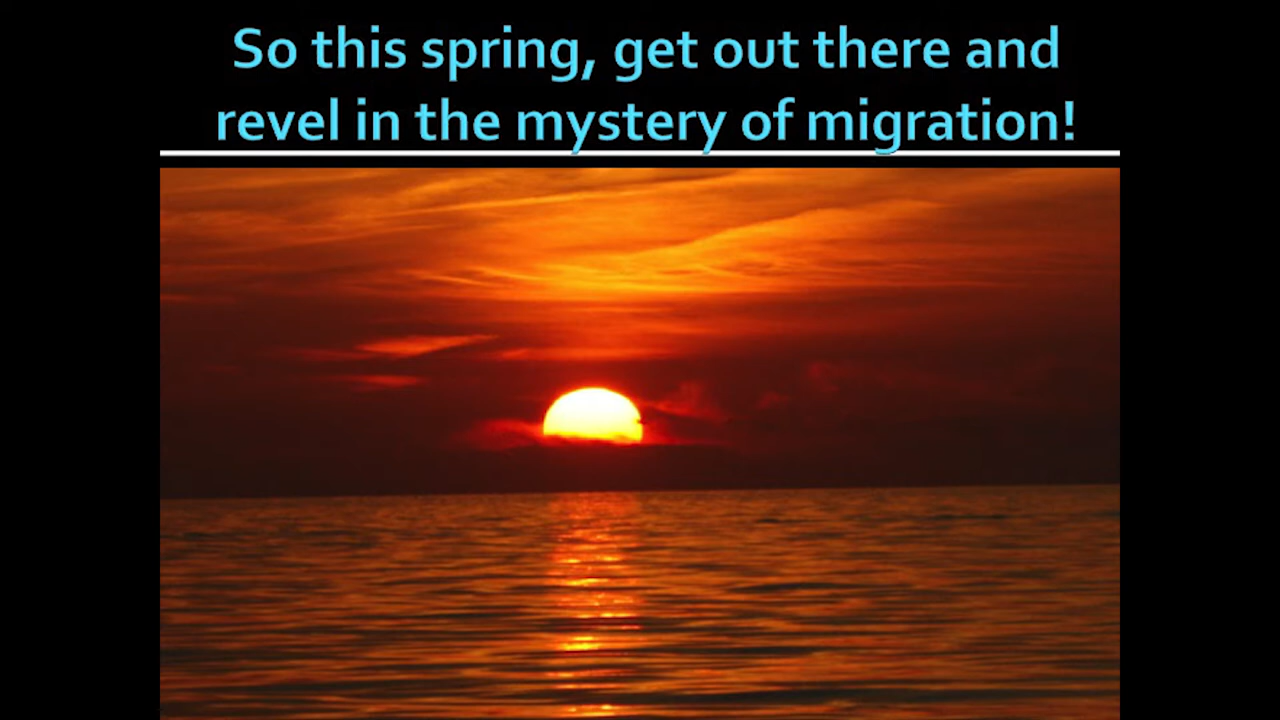 So this spring, get out there and
revel in the mystery of migration!